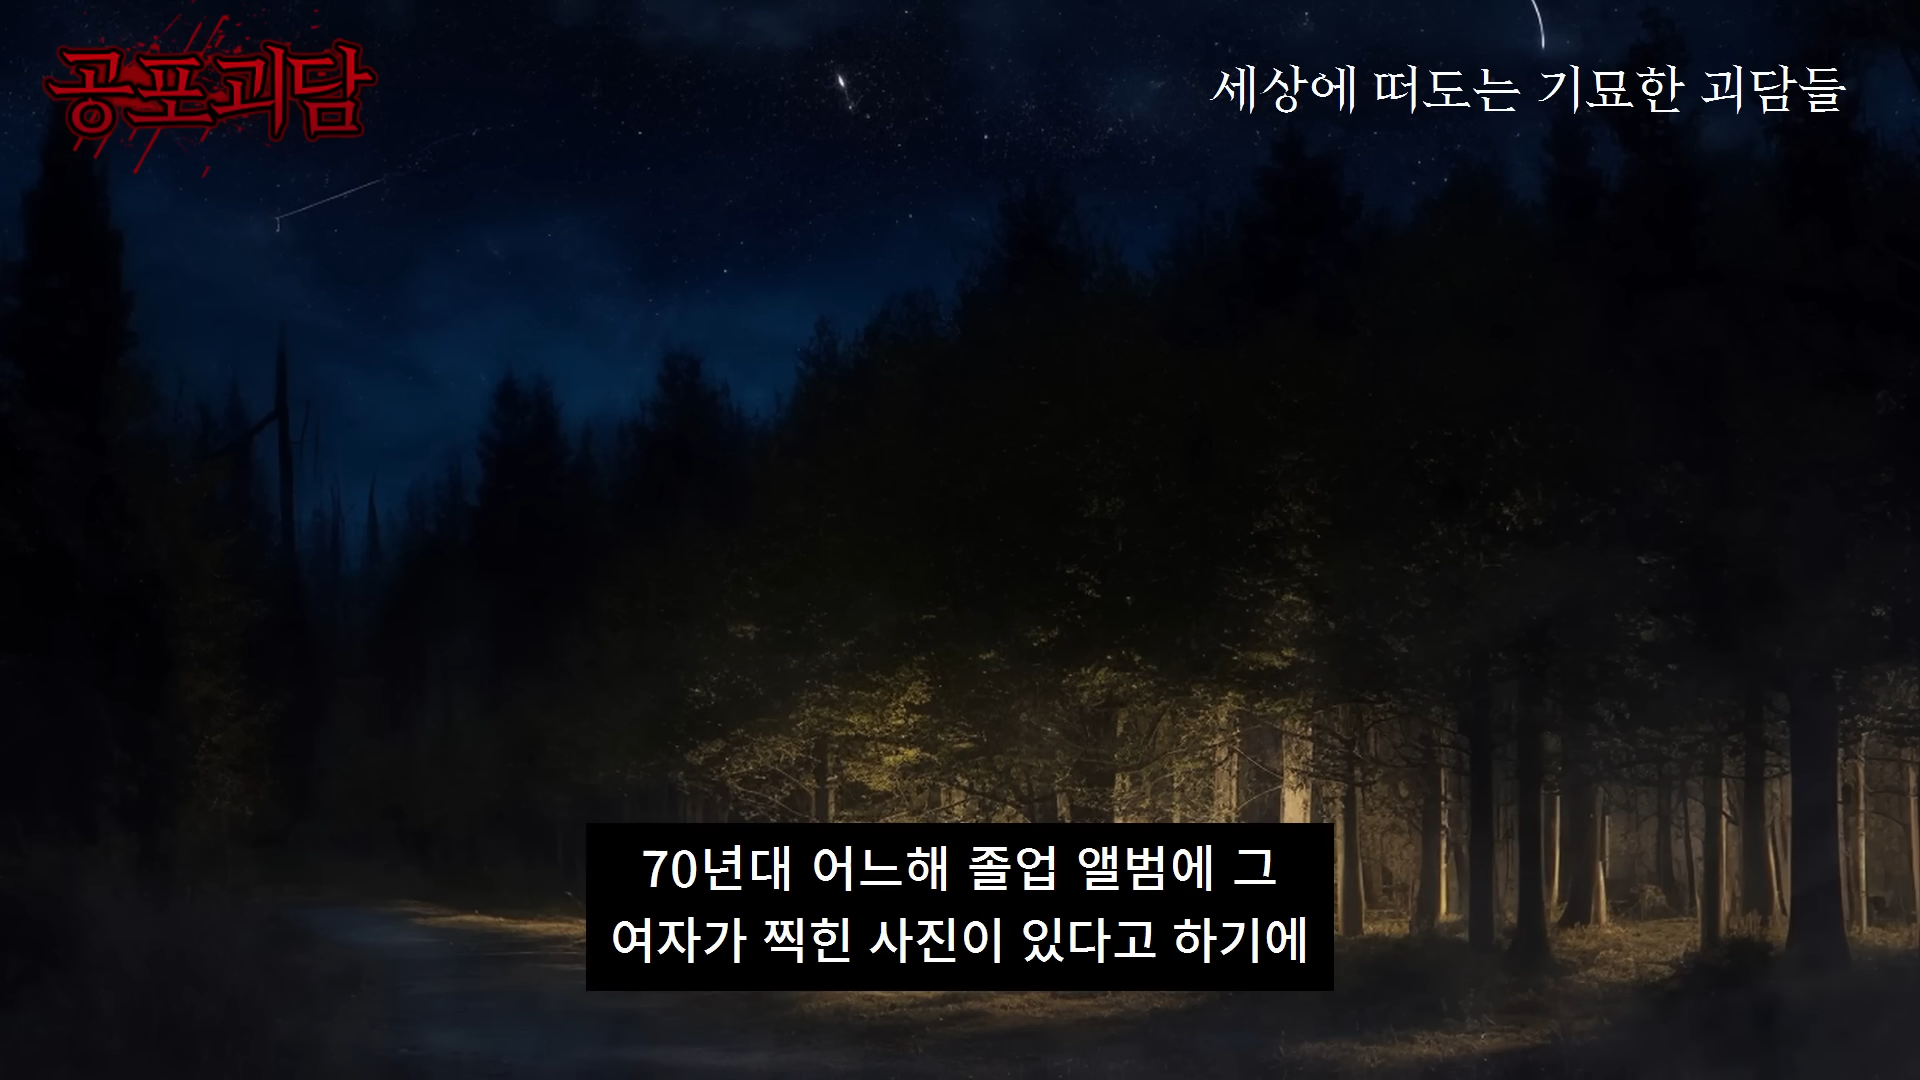 공포괴담
세상에 떠도는 기묘한 괴담들
70년대 어느해 졸업 앨범에 그
여자가 찍힌 사진이 있다고 하기에